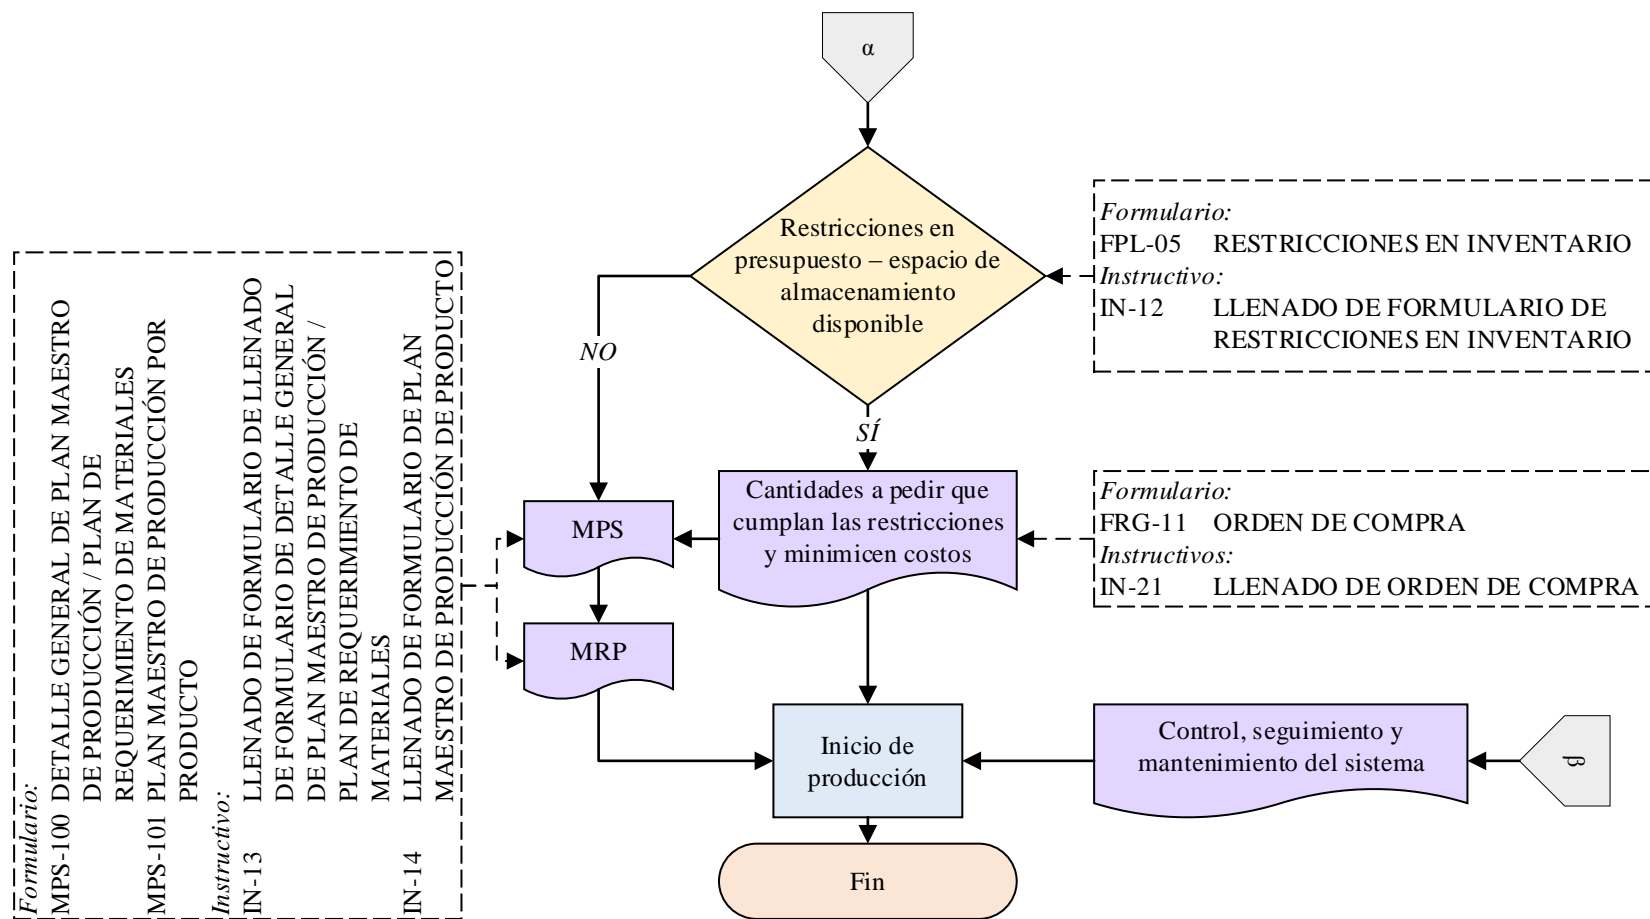 α
Restricciones en
presupuesto – espacio de
almacenamiento
disponible
Formulario:
FPL-05 RESTRICCIONES EN INVENTARIO
Instructivo:
IN-12 LLENADO DE FORMULARIO DE
RESTRICCIONES EN INVENTARIO
NO
SÍ
Formulario:
MPS-100 DETALLE GENERAL DE PLAN MAESTRO
DE PRODUCCIÓN / PLAN DE
REQUERIMIENTO DE MATERIALES
MPS-101 PLAN MAESTRO DE PRODUCCIÓN POR
PRODUCTO
Instructivo:
IN-13 LLENADO DE FORMULARIO DE LLENADO
DE FORMULARIO DE DETALLE GENERAL
DE PLAN MAESTRO DE PRODUCCIÓN /
PLAN DE REQUERIMIENTO DE
MATERIALES
IN-14 LLENADO DE FORMULARIO DE PLAN
MAESTRO DE PRODUCCIÓN DE PRODUCTO
MPS
Cantidades a pedir que
cumplan las restricciones
y minimicen costos
Formulario:
FRG-11 ORDEN DE COMPRA
Instructivos:
IN-21 LLENADO DE ORDEN DE COMPRA
MRP
Inicio de
producción
Control, seguimiento y
mantenimiento del sistema
β
Fin